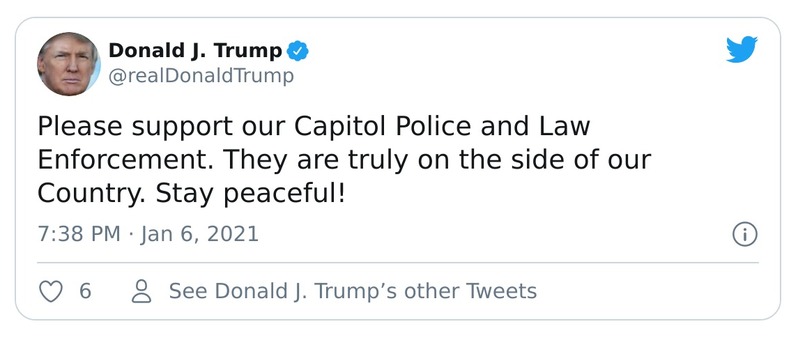 Donald J. Trump
@realDonaldTrump
Please support our Capitol Police and Law
Enforcement. They are truly on the side of our
Country. Stay peaceful!
7:38 PM · Jan 6, 2021
6 See Donald J. Trump’s other Tweets